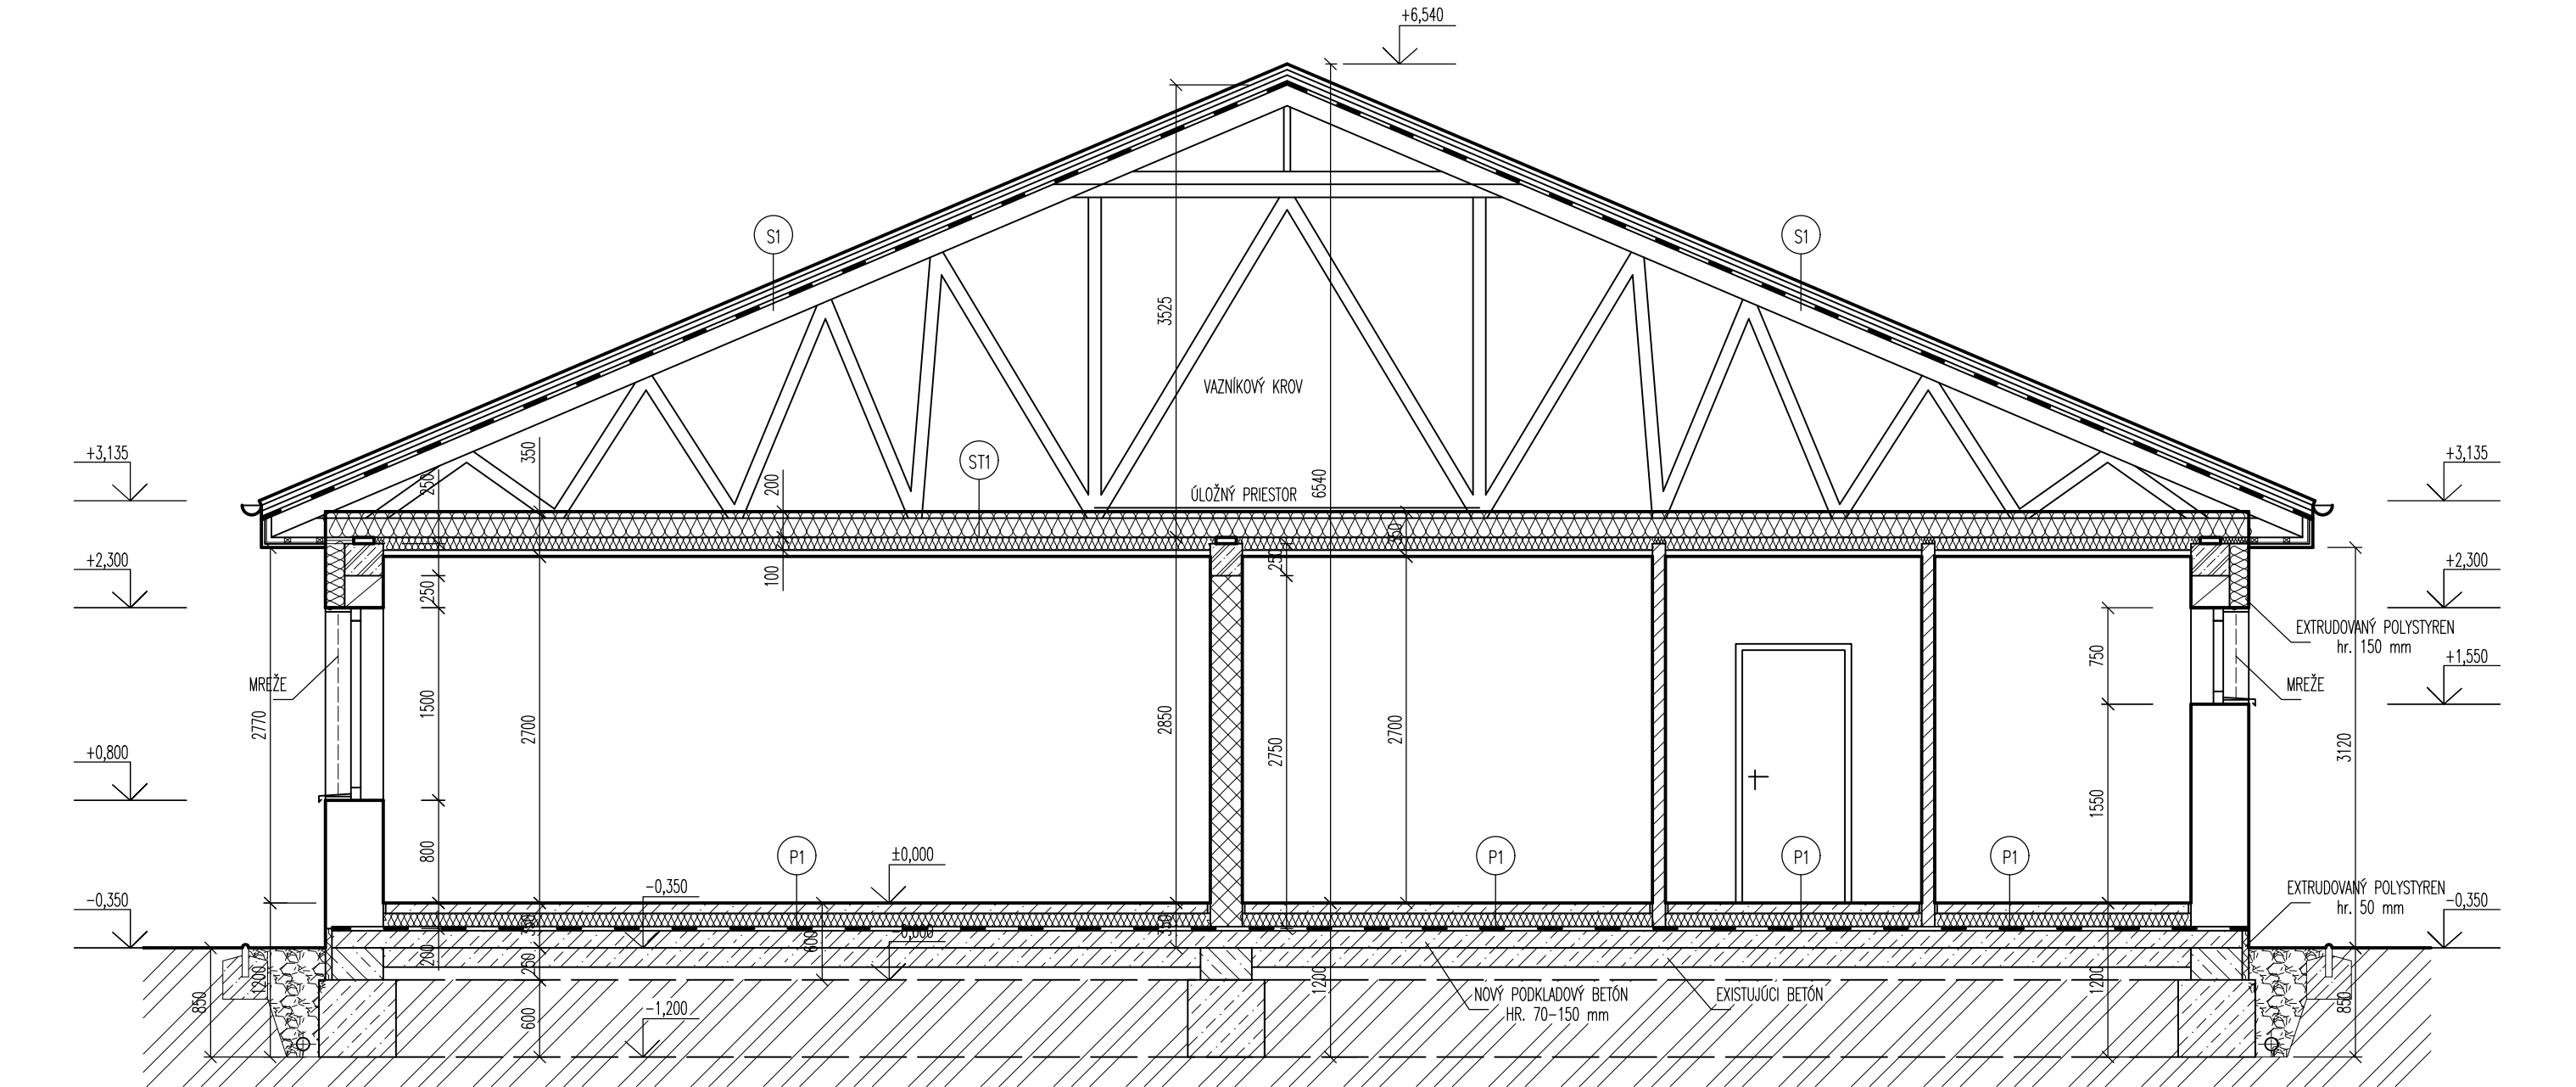 +6,540
S1
S1
3525
VAZNÍKOVÝ KROV
+3,135
350
250
ST1
200
ÚLOŽNÝ PRIESTOR
6540
+3,135
350
+2,300
250
100
250
+2,300
EXTRUDOVANÝ POLYSTYREN
hr. 150 mm
750
+1,550
MREŽE
MREŽE
2770
1500
2700
2850
2750
2700
3120
+0,800
1550
800
P1
±0,000
P1
P1
P1
-0,350
-0,350
EXTRUDOVANÝ POLYSTYREN
hr. 50 mm
-0,350
200
250
600
1200
850
1200
1200
850
NOVÝ PODKLADOVÝ BETÓN
HR. 70-150 mm
EXISTUJÚCI BETÓN
600
-1,200